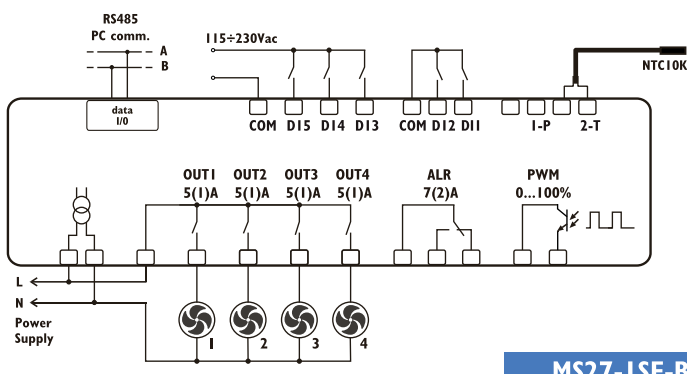 RS485
PC comm.
A
B
115÷230Vac
NTC10K
data
I/0
COM DI5 DI4 DI3 COM DI2 DI1 1-P 2-T
OUT1 OUT2 OUT3 OUT4 ALR PWM
5(1)A 5(1)A 5(1)A 5(1)A 7(2)A 0...100%
L
N
Power
Supply
1 2 3 4